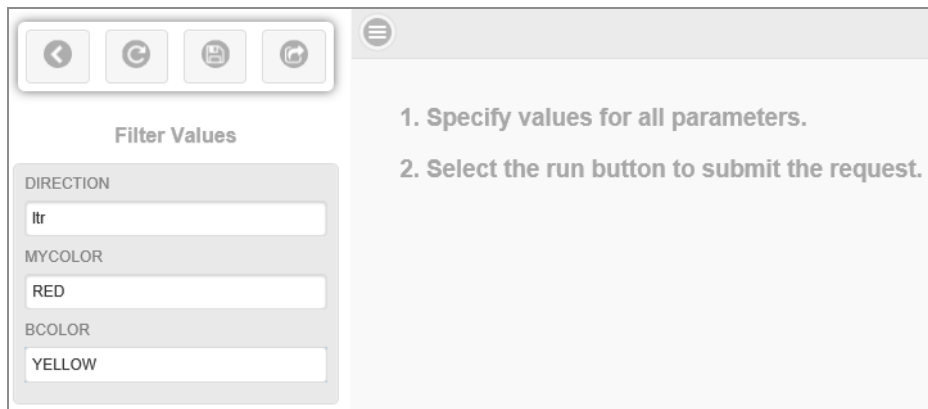 Filter Values
DIRECTION
ltr
MYCOLOR
RED
BCOLOR
YELLOW
1. Specify values for all parameters.
2. Select the run button to submit the request.